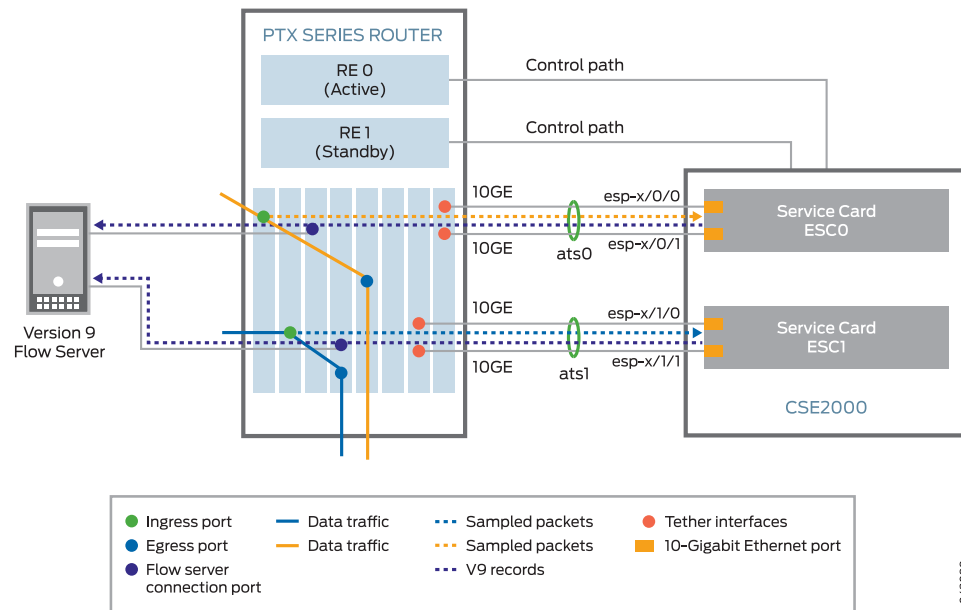 PTX SERIES ROUTER
RE 0
(Active)
Control path
RE 1
(Standby)
Control path
10GE
esp-x/0/0
Service Card
ESC0
10GE
ats0
esp-x/0/1
10GE
esp-x/1/0
Service Card
ESC1
10GE
ats1
esp-x/1/1
Version 9
Flow Server
CSE2000
Ingress port
Data traffic
Sampled packets
Tether interfaces
Egress port
Data traffic
Sampled packets
10-Gigabit Ethernet port
Flow server
connection port
V9 records